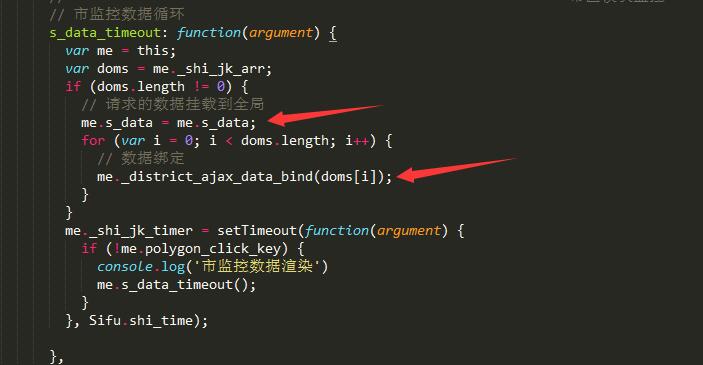 // 市监控数据循环
s_data_timeout: function(argument) {
var me = this;
var doms = me._shi_jk_arr;
if (doms.length != 0) {
// 请求的数据挂载到全局
me.s_data = me.s_data;
for (var i = 0; i < doms.length; i++) {
// 数据绑定
me._district_ajax_data_bind(doms[i]);
}
}
me._shi_jk_timer = setTimeout(function(argument) {
if (!me.polygon_click_key) {
console.log('市监控数据渲染')
me.s_data_timeout();
}
}, Sifu.shi_time);
},